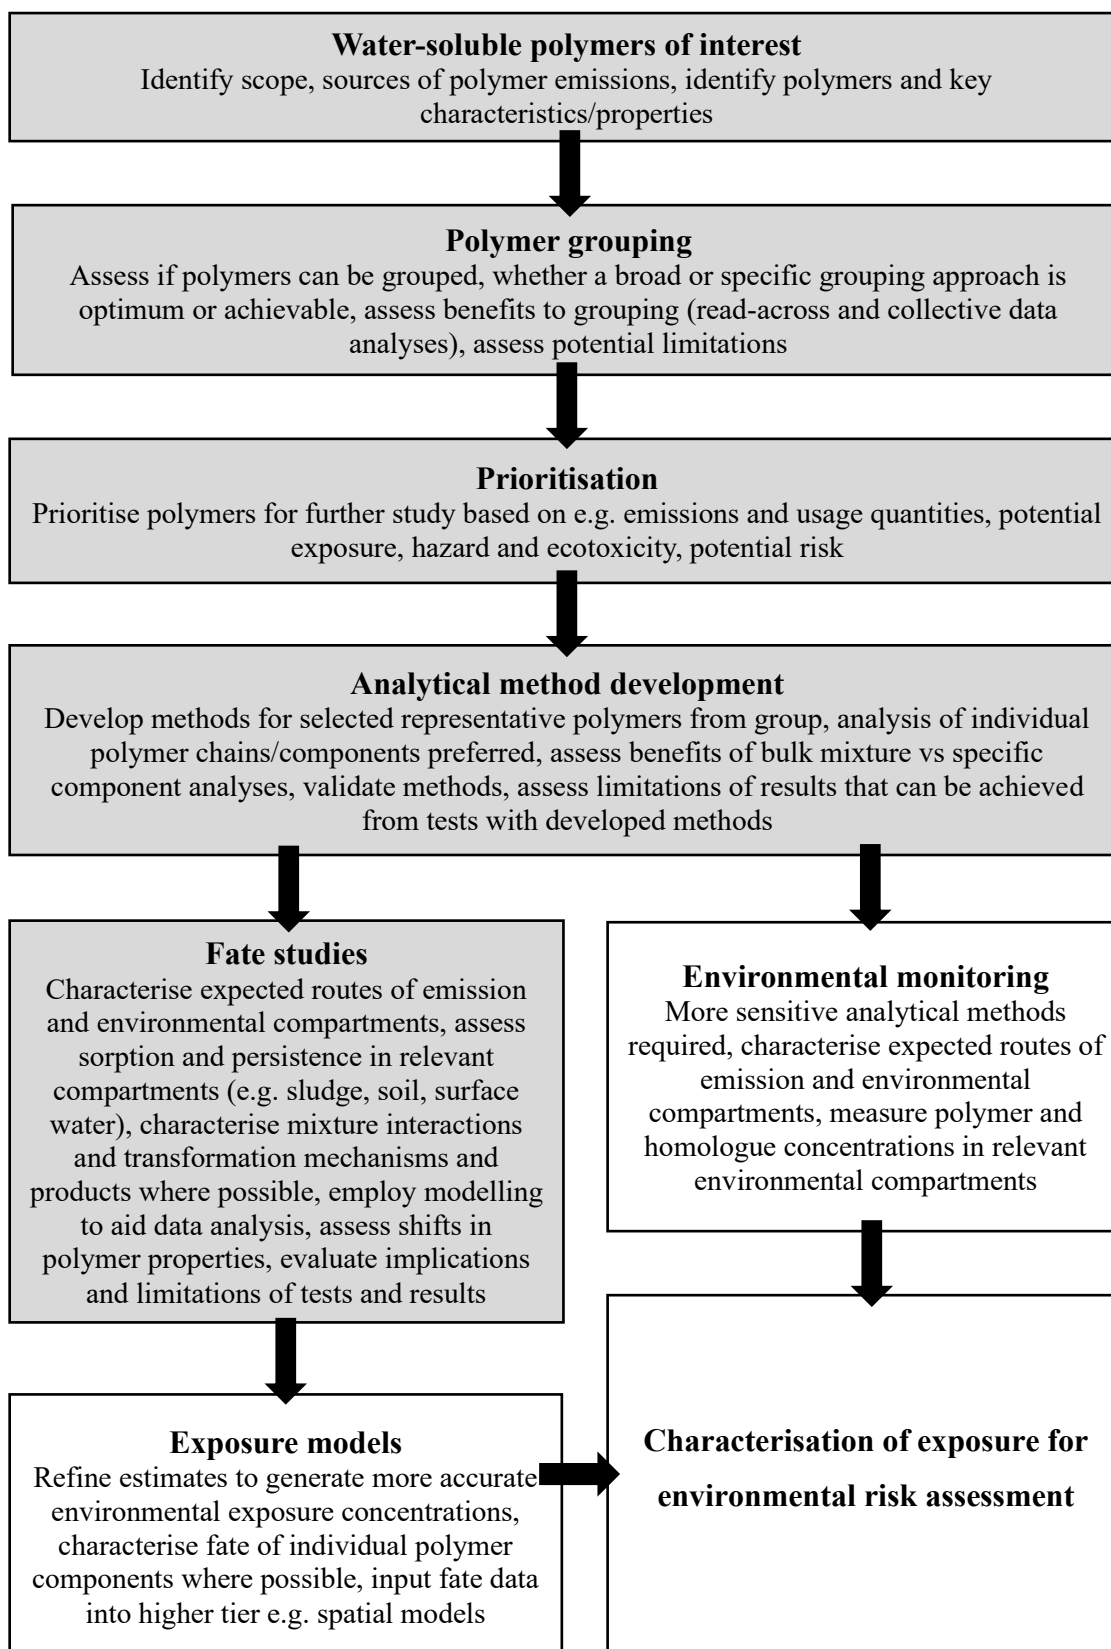 Water-soluble polymers of interest
Identify scope, sources of polymer emissions, identify polymers and key
characteristics/properties
Polymer grouping
Assess if polymers can be grouped, whether a broad or specific grouping approach is
optimum or achievable, assess benefits to grouping (read-across and collective data
analyses), assess potential limitations
Prioritisation
Prioritise polymers for further study based on e.g. emissions and usage quantities, potential
exposure, hazard and ecotoxicity, potential risk
Analytical method development
Develop methods for selected representative polymers from group, analysis of individual
polymer chains/components preferred, assess benefits of bulk mixture vs specific
component analyses, validate methods, assess limitations of results that can be achieved
from tests with developed methods
Fate studies
Characterise expected routes of emission
and environmental compartments, assess
sorption and persistence in relevant
compartments (e.g. sludge, soil, surface
water), characterise mixture interactions
and transformation mechanisms and
products where possible, employ modelling
to aid data analysis, assess shifts in
polymer properties, evaluate implications
and limitations of tests and results
Environmental monitoring
More sensitive analytical methods
required, characterise expected routes of
emission and environmental
compartments, measure polymer and
homologue concentrations in relevant
environmental compartments
Exposure models
Refine estimates to generate more accurate
environmental exposure concentrations,
characterise fate of individual polymer
components where possible, input fate data
into higher tier e.g. spatial models
Characterisation of exposure for
environmental risk assessment